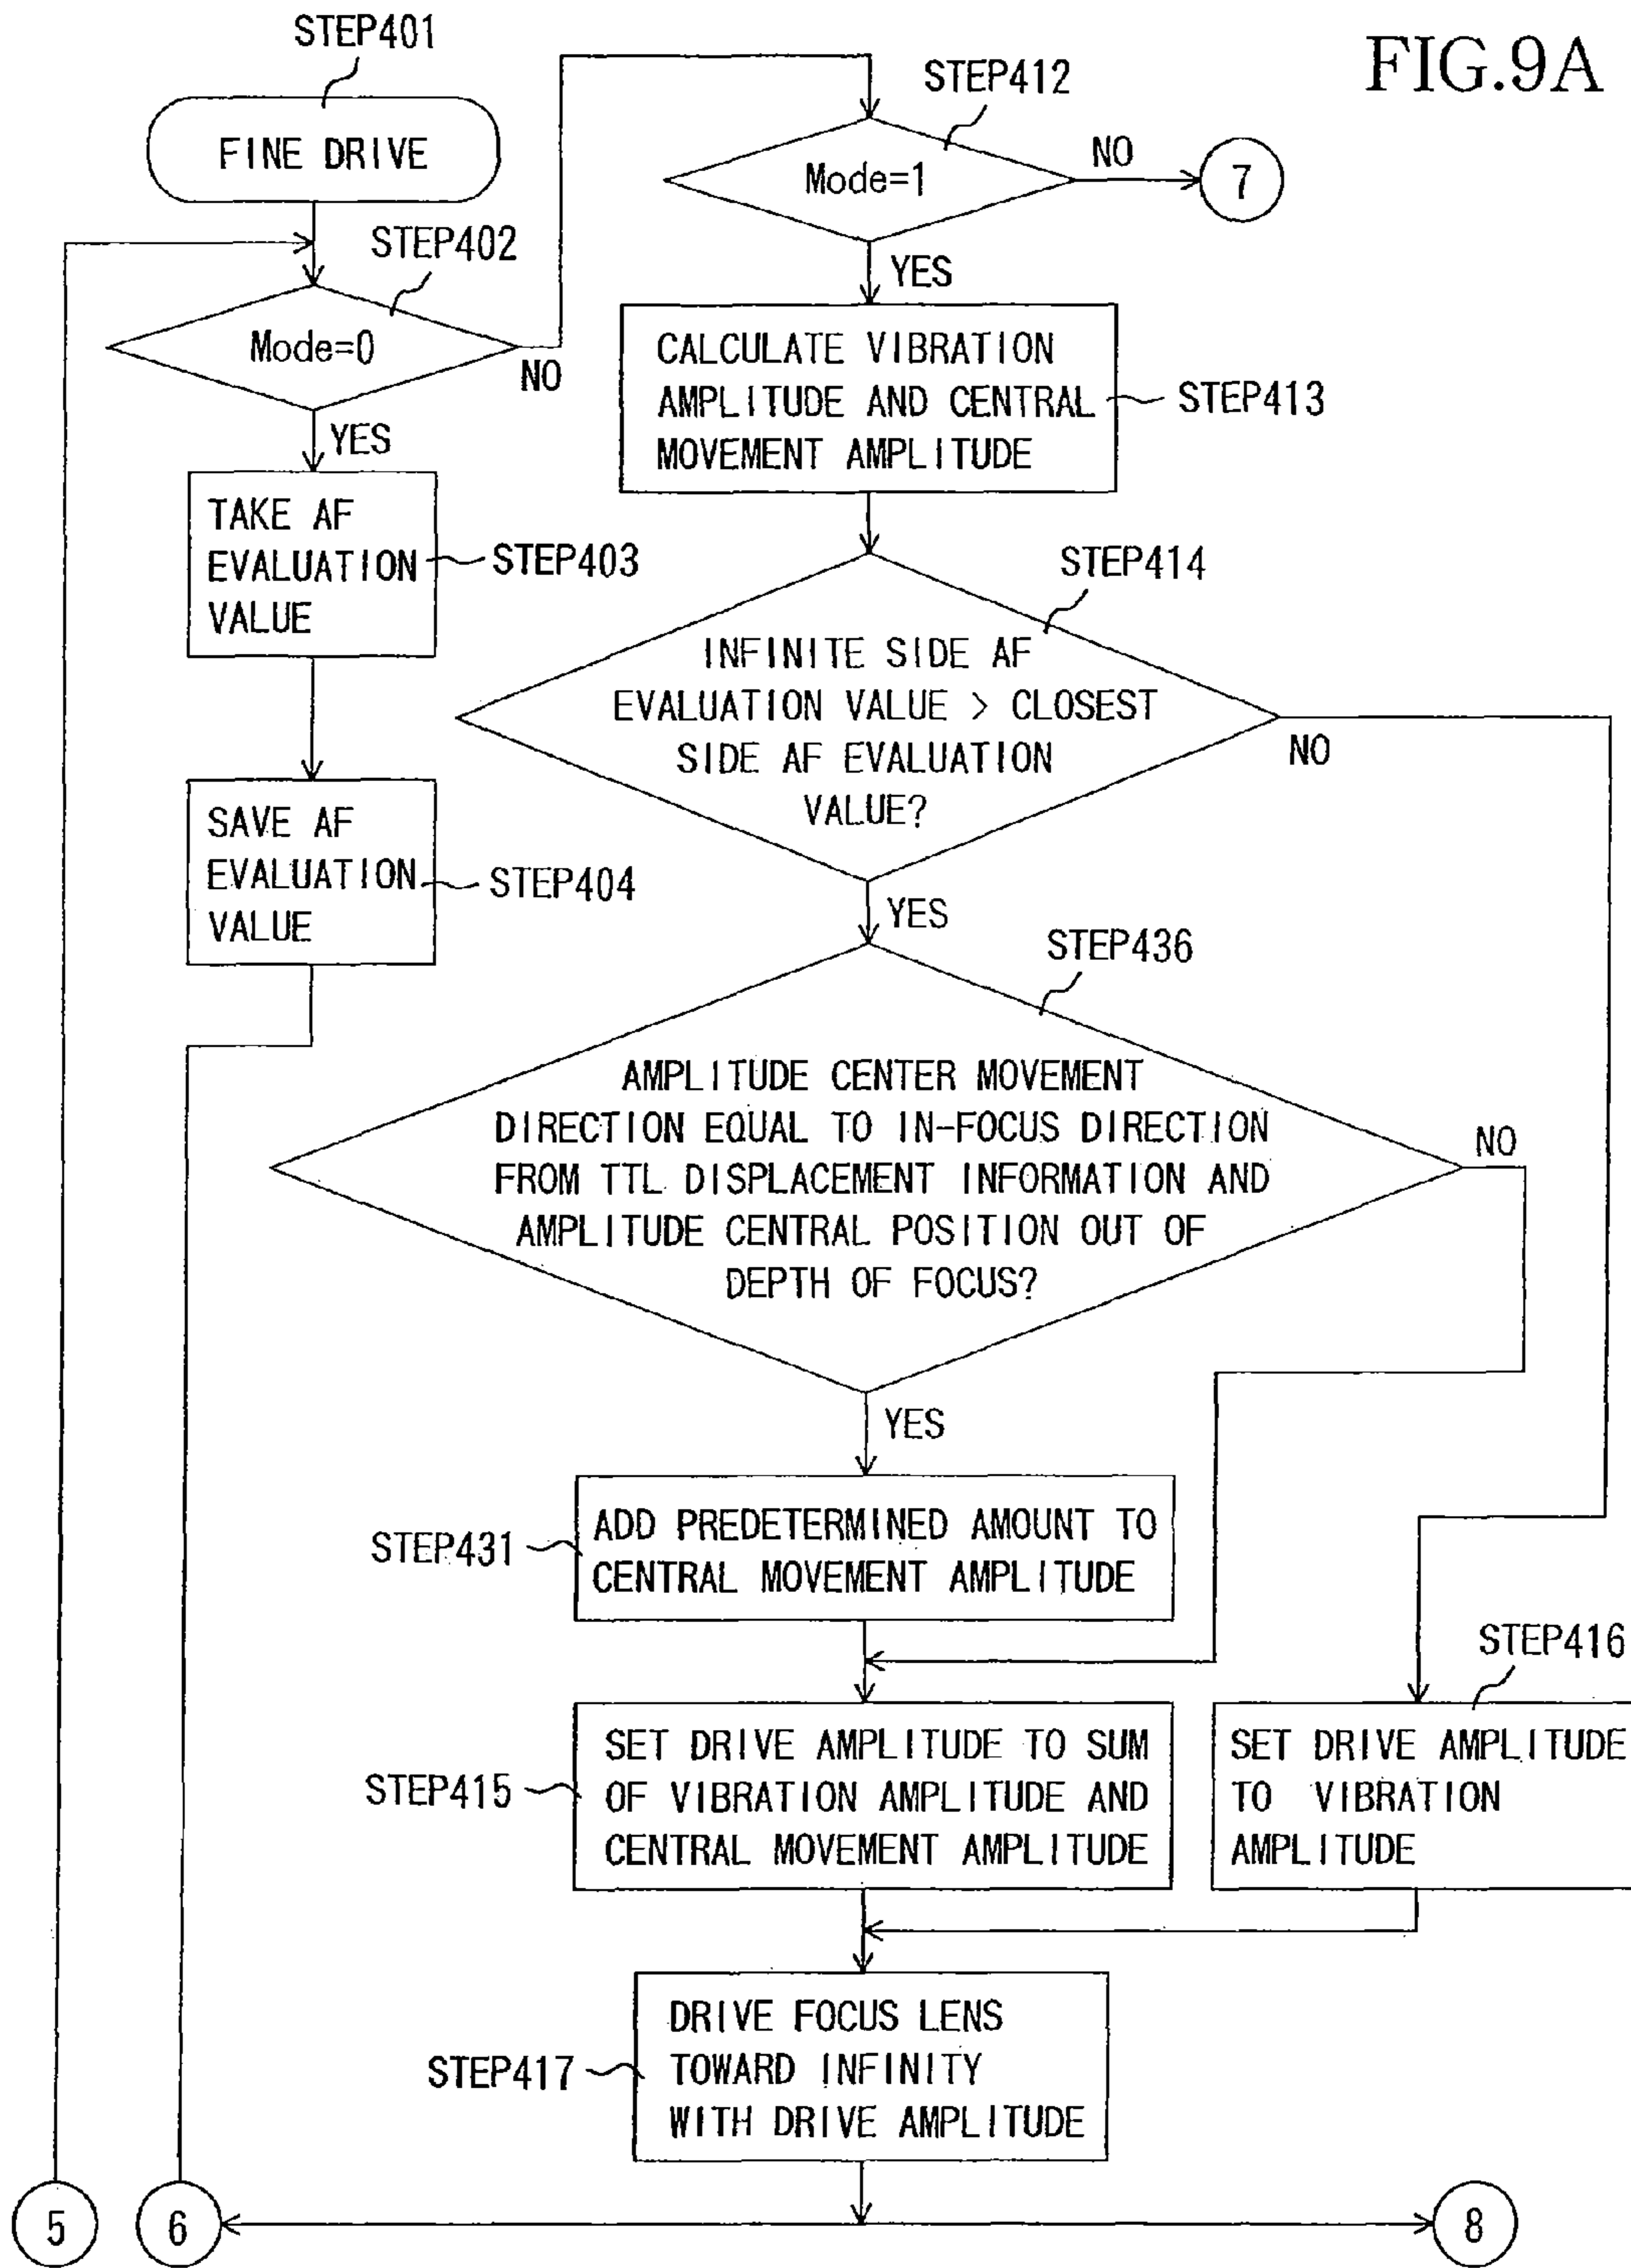 FIG.9A
STEP401
FINE DRIVE
STEP402
Mode=0
NO
YES
TAKE AF
EVALUATION
VALUE
STEP403
SAVE AF
EVALUATION
VALUE
STEP404
STEP412
Mode=1
NO
7
YES
CALCULATE VIBRATION
AMPLITUDE AND CENTRAL
MOVEMENT AMPLITUDE
STEP413
STEP414
INFINITE SIDE AF
EVALUATION VALUE > CLOSEST
SIDE AF EVALUATION
VALUE?
NO
YES
STEP436
AMPLITUDE CENTER MOVEMENT
DIRECTION EQUAL TO IN-FOCUS DIRECTION
FROM TTL DISPLACEMENT INFORMATION AND
AMPLITUDE CENTRAL POSITION OUT OF
DEPTH OF FOCUS?
NO
YES
STEP431
ADD PREDETERMINED AMOUNT TO
CENTRAL MOVEMENT AMPLITUDE
STEP415
SET DRIVE AMPLITUDE TO SUM
OF VIBRATION AMPLITUDE AND
CENTRAL MOVEMENT AMPLITUDE
STEP416
SET DRIVE AMPLITUDE
TO VIBRATION
AMPLITUDE
STEP417
DRIVE FOCUS LENS
TOWARD INFINITY
WITH DRIVE AMPLITUDE
5
6
8